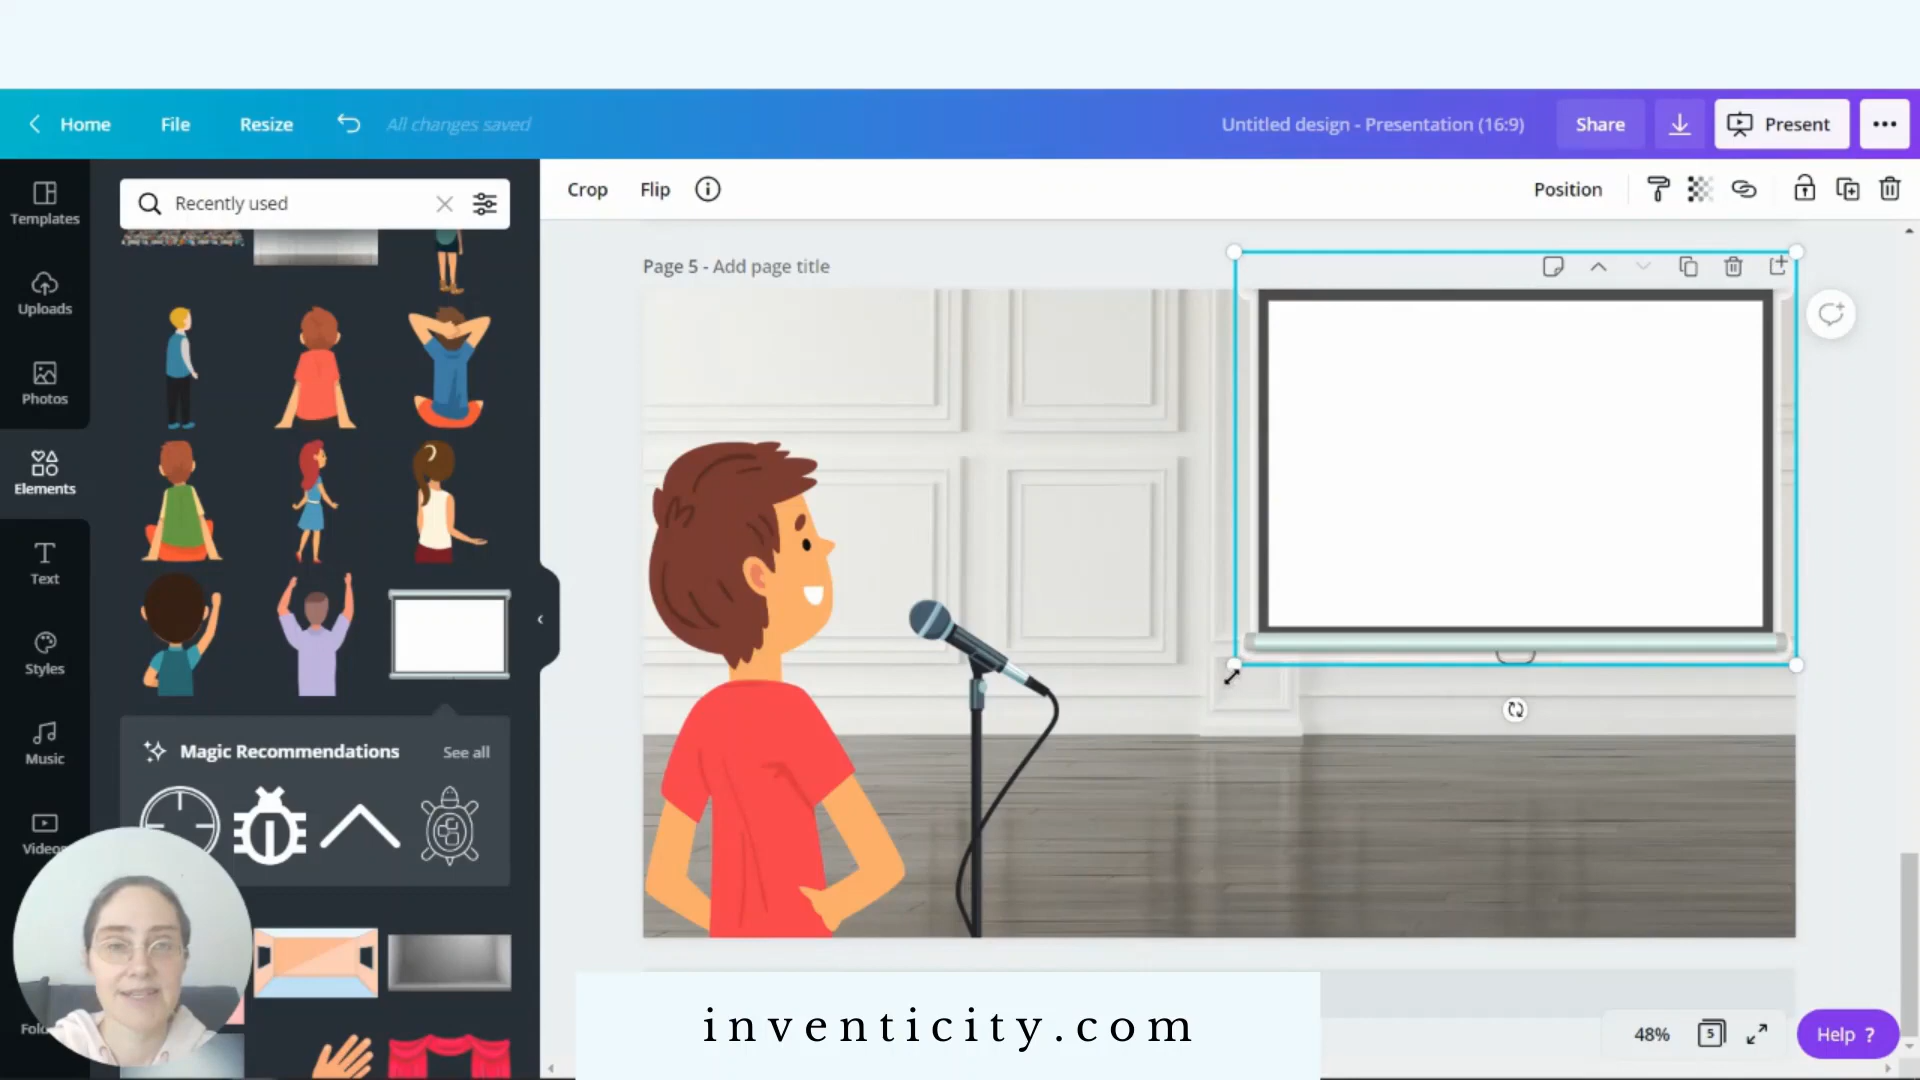 Home File Resize All changes saved Untitled design - Presentation (16:9) Share Present
Templates
Uploads
Photos
Elements
Text
Styles
Music
Videos
Recently used
Magic Recommendations See all
Crop Flip Position
Page 5 - Add page title
inventicity.com
48% 5 Help ?